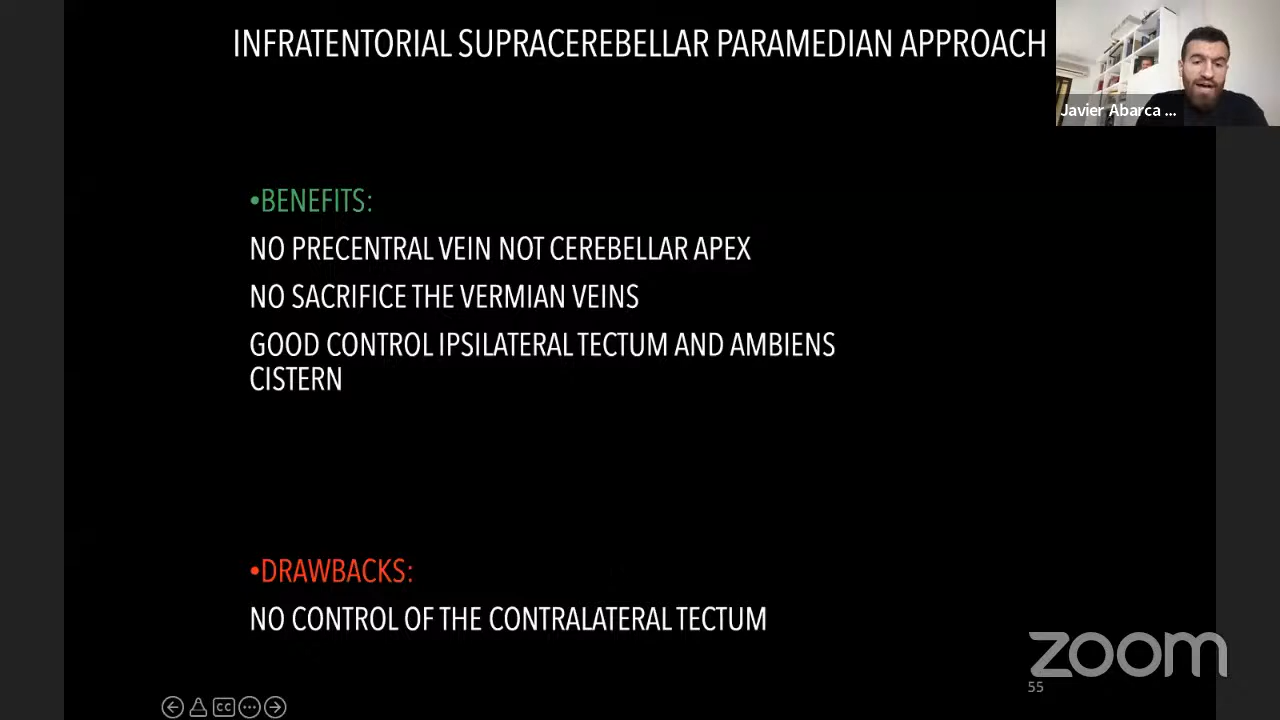 INFRATENTORIAL SUPRACEREBELLAR PARAMEDIAN APPROACH
Javier Abarca ...
•BENEFITS:
NO PRECENTRAL VEIN NOT CEREBELLAR APEX
NO SACRIFICE THE VERMIAN VEINS
GOOD CONTROL IPSILATERAL TECTUM AND AMBIENS
CISTERN
•DRAWBACKS:
NO CONTROL OF THE CONTRALATERAL TECTUM
zoom
55
CC